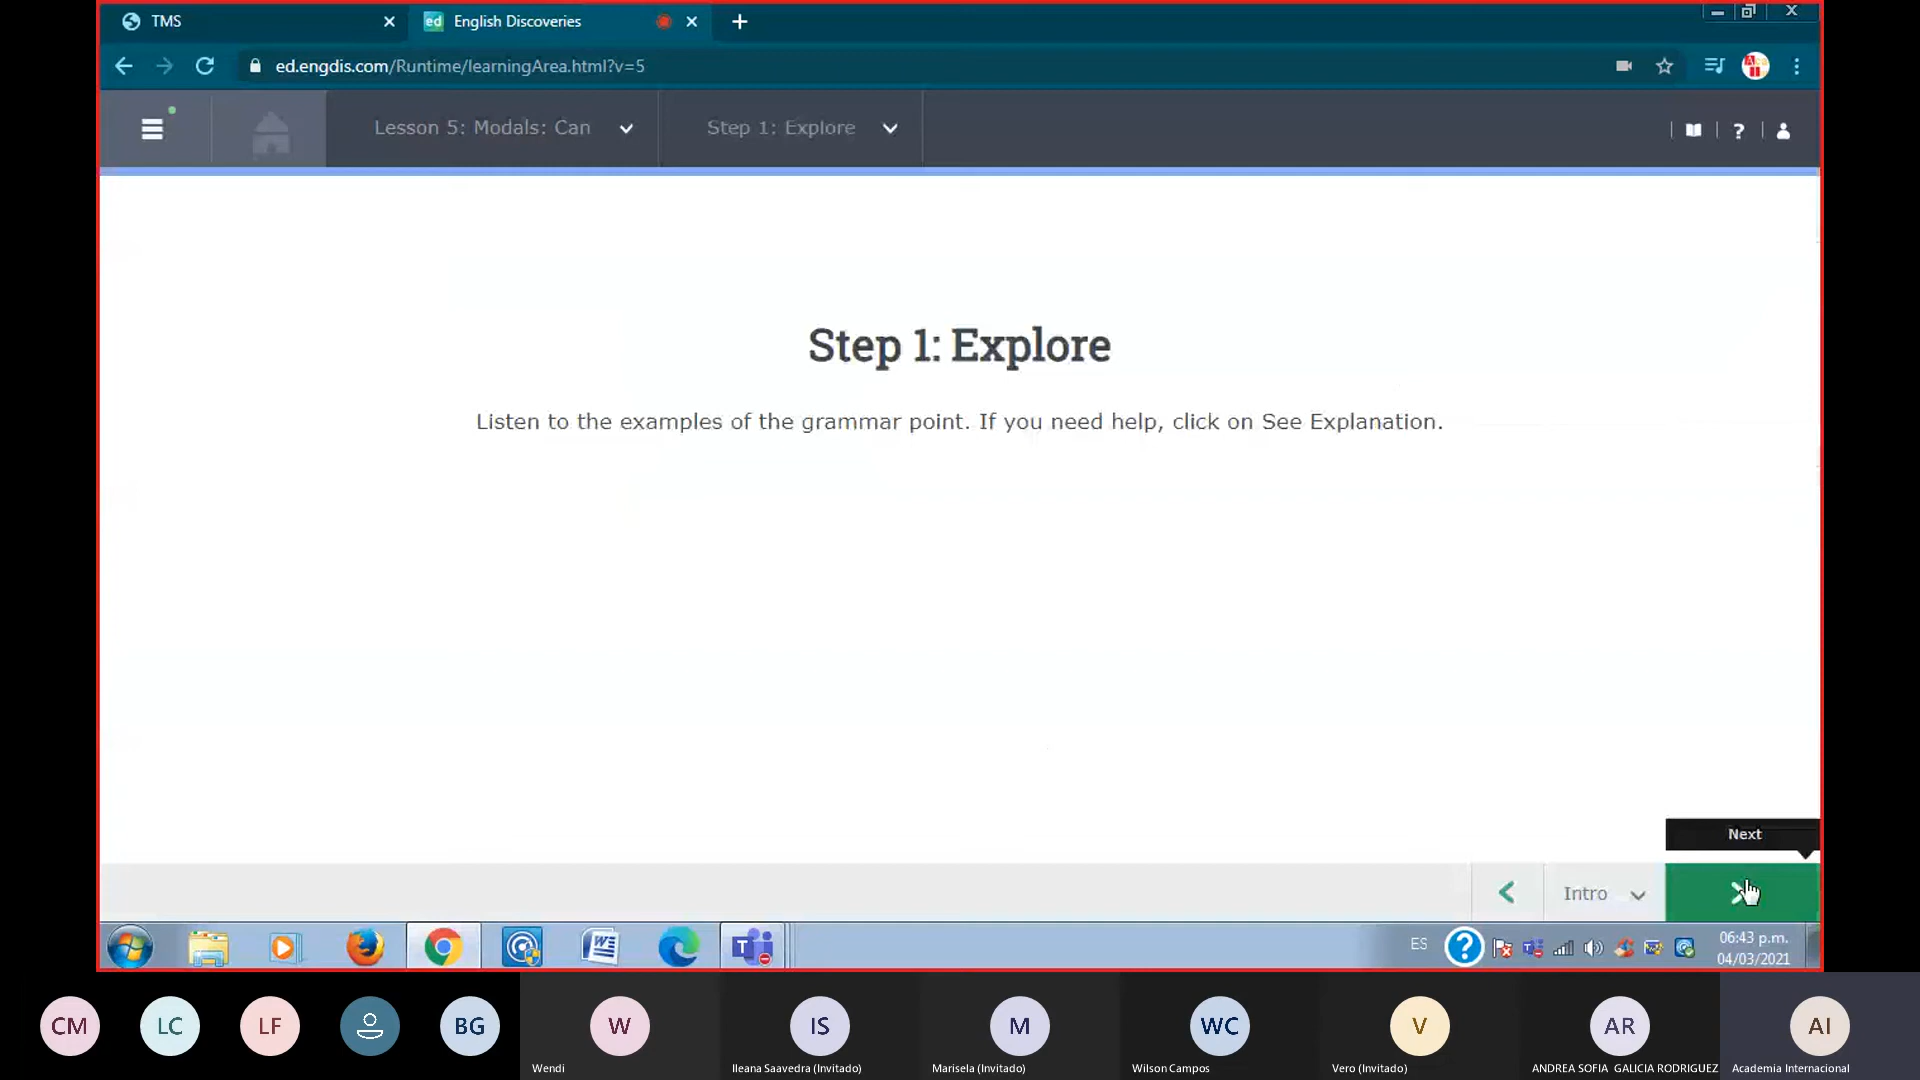 TMS
English Discoveries
ed.engdis.com/Runtime/learningArea.html?v=5
Lesson 5: Modals: Can
Step 1: Explore
?
Step 1: Explore
Listen to the examples of the grammar point. If you need help, click on See Explanation.
Next
Intro
ES
06:43 p.m.
04/03/2021
CM
LC
LF
BG
W
IS
M
WC
V
AR
AI
Wendi
Ileana Saavedra (Invitado)
Marisela (Invitado)
Wilson Campos
Vero (Invitado)
ANDREA SOFIA GALICIA RODRIGUEZ
Academia Internacional